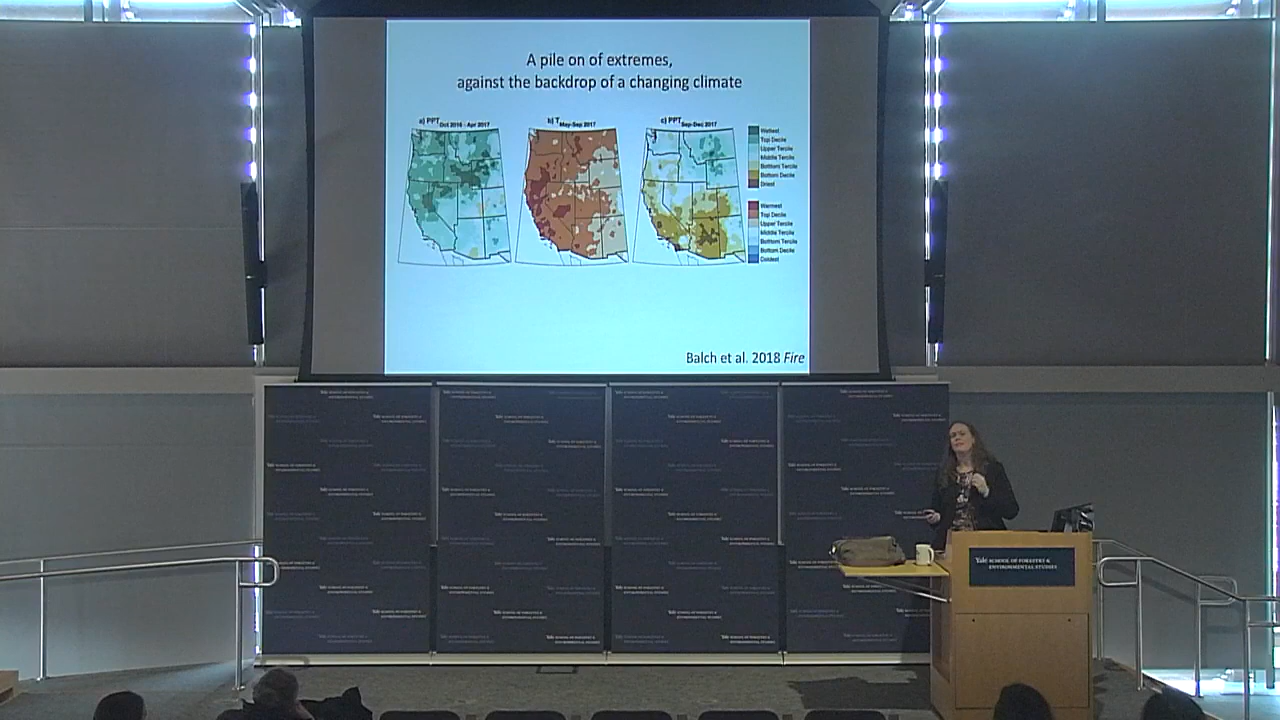 A pile on of extremes,
against the backdrop of a changing climate
a) PPT Oct 2016 - Apr 2017
b) T May-Sep 2017
c) PPT Sep-Dec 2017
Wettest
Top Decile
Upper Tercile
Middle Tercile
Bottom Tercile
Bottom Decile
Driest
Warmest
Top Decile
Upper Tercile
Middle Tercile
Bottom Tercile
Bottom Decile
Coldest
Balch et al. 2018 Fire
Yale SCHOOL OF FORESTRY &
ENVIRONMENTAL STUDIES